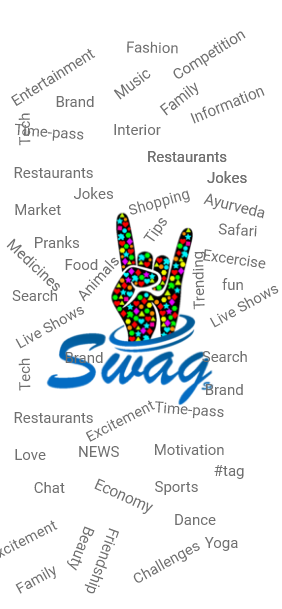 Fashion
Competition
Entertainment
Music
Brand
Family
Information
Tech
Time-pass
Interior
Restaurants
Restaurants
Jokes
Jokes
Shopping
Ayurveda
Market
Tips
Safari
Pranks
Medicines
Food
Animals
Excercise
Trending
fun
Search
Live Shows
Live Shows
Swag
Brand
Search
Tech
Brand
Time-pass
Restaurants
Excitement
Love
NEWS
Motivation
#tag
Chat
Economy
Sports
Dance
xcitement
Beauty
Friendship
Challenges
Yoga
Family